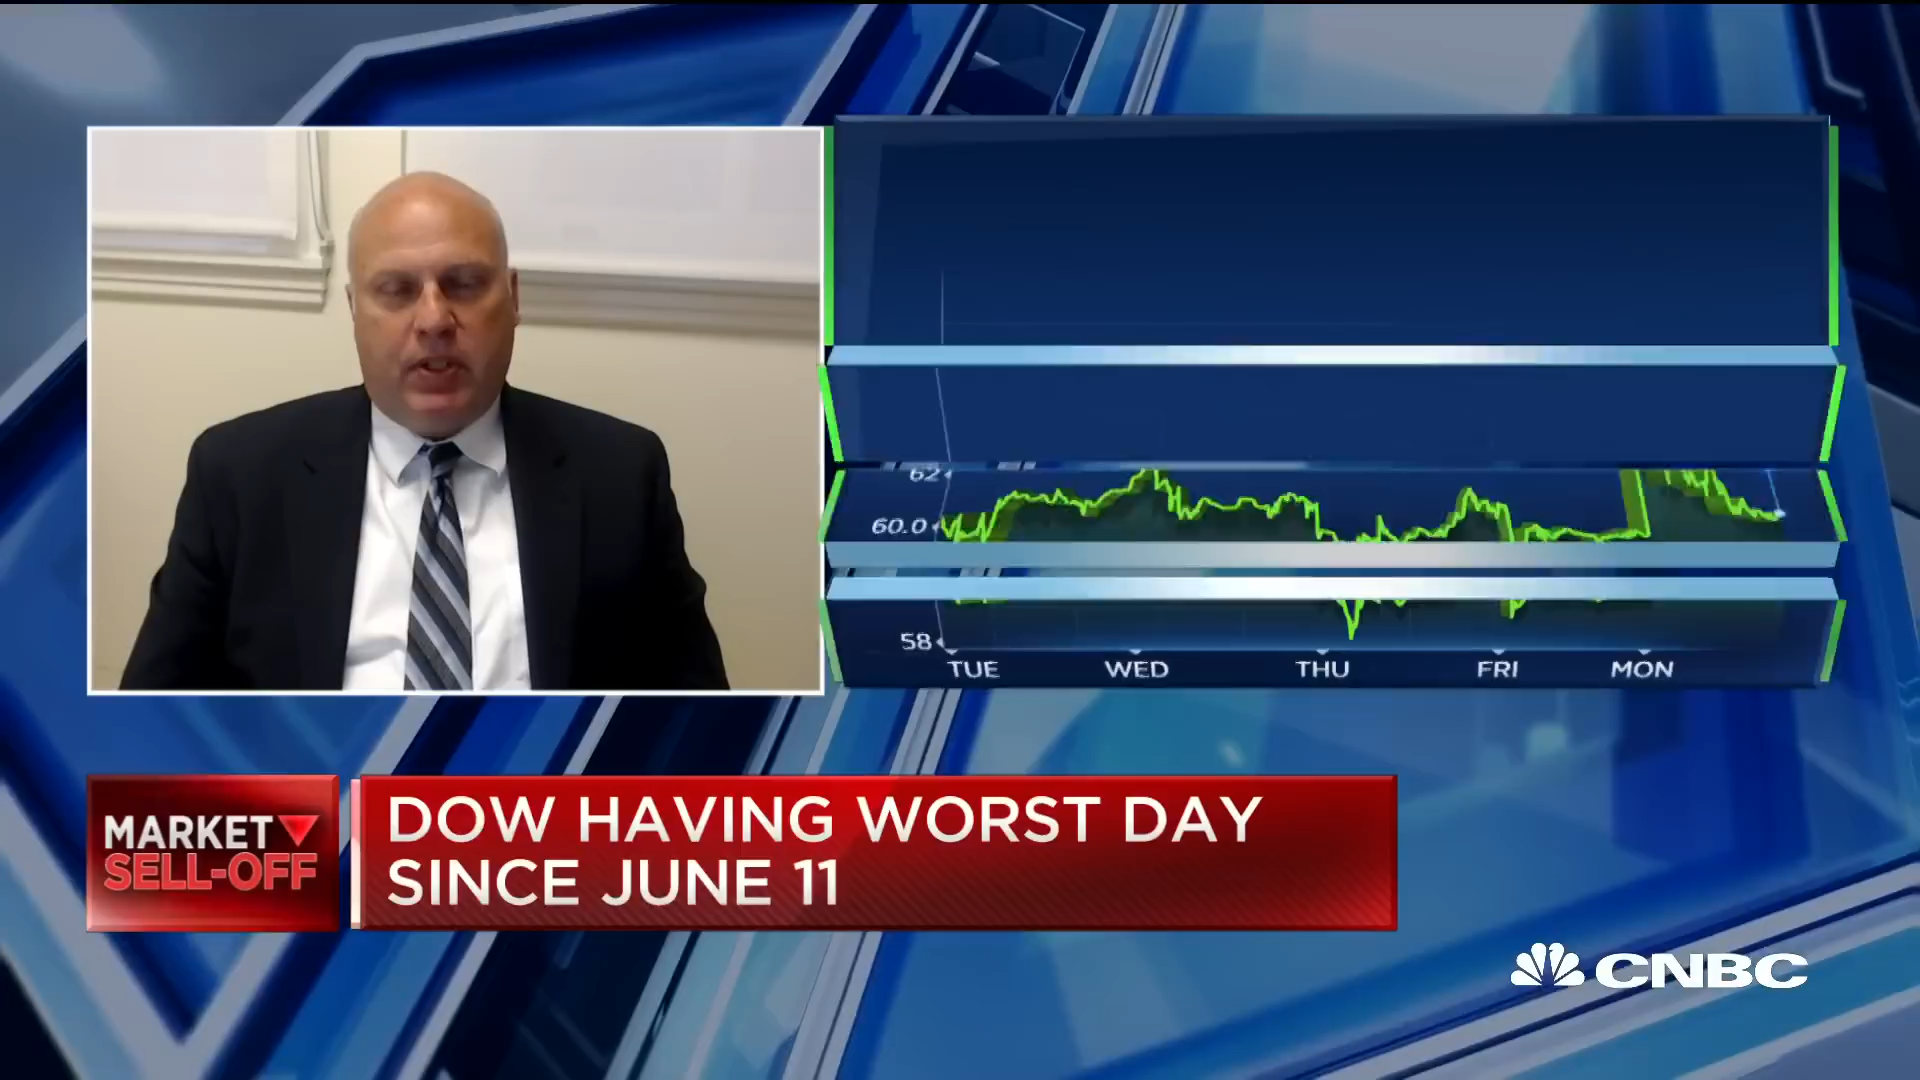 62
60.0
58
TUE WED THU FRI MON
MARKET
SELL-OFF
DOW HAVING WORST DAY
SINCE JUNE 11
CNBC